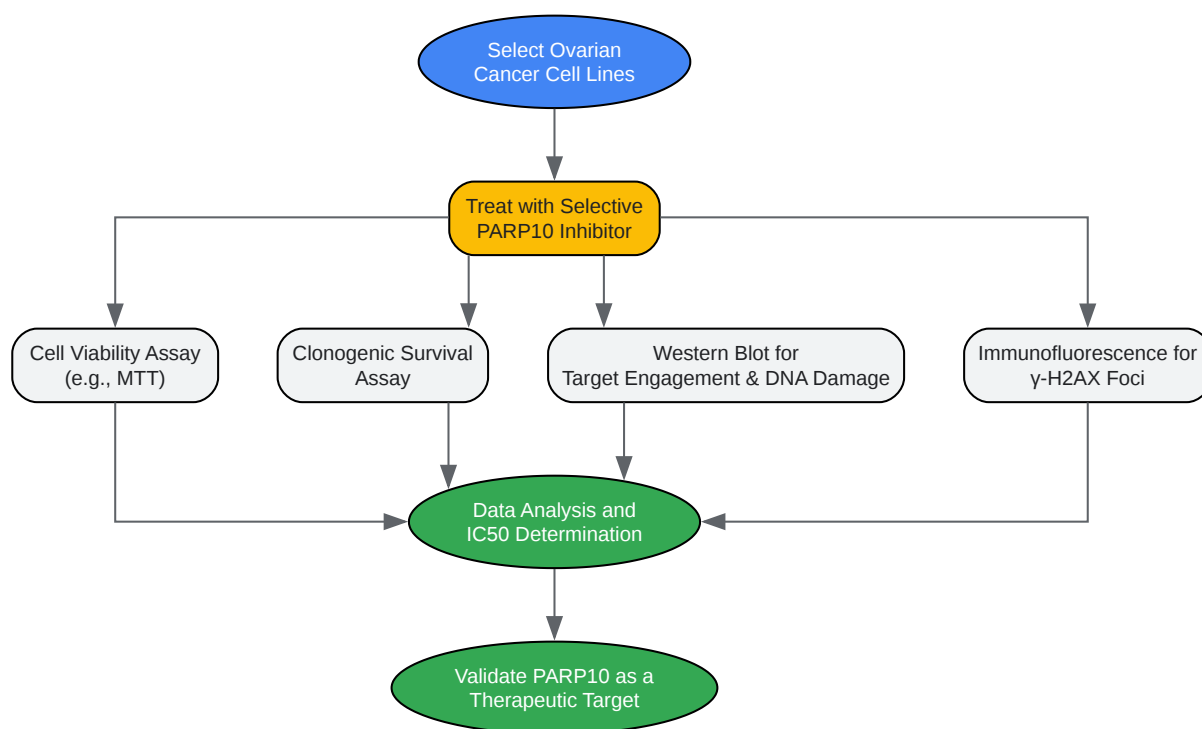 Select Ovarian
Cancer Cell Lines
Treat with Selective
PARP10 Inhibitor
Cell Viability Assay
(e.g., MTT)
Clonogenic Survival
Assay
Western Blot for
Target Engagement & DNA Damage
Immunofluorescence for
γ-H2AX Foci
Data Analysis and
IC50 Determination
Validate PARP10 as a
Therapeutic Target